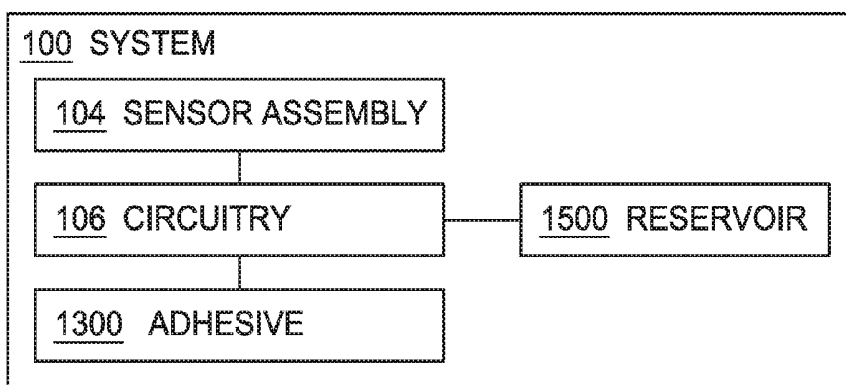 100 SYSTEM
104 SENSOR ASSEMBLY
106 CIRCUITRY
1500 RESERVOIR
1300 ADHESIVE